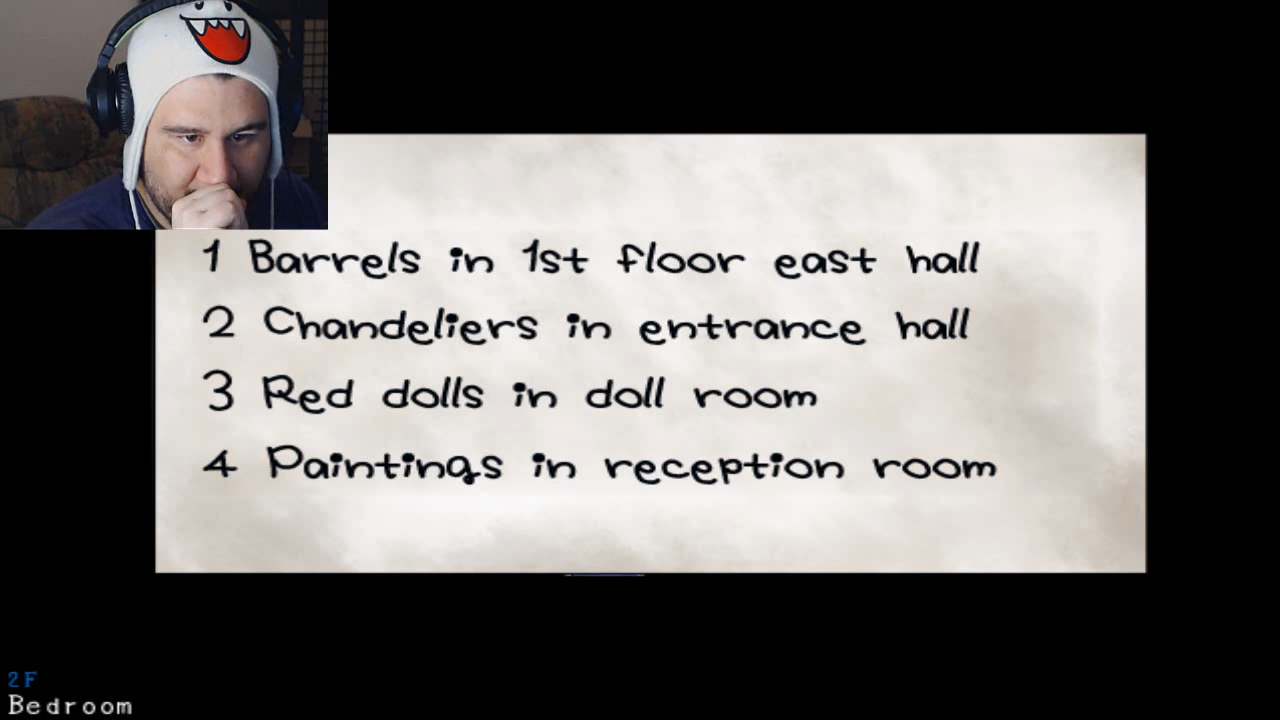 1 Barrels in 1st floor east hall
2 Chandeliers in entrance hall
3 Red dolls in doll room
4 Paintings in reception room
2F
Bedroom